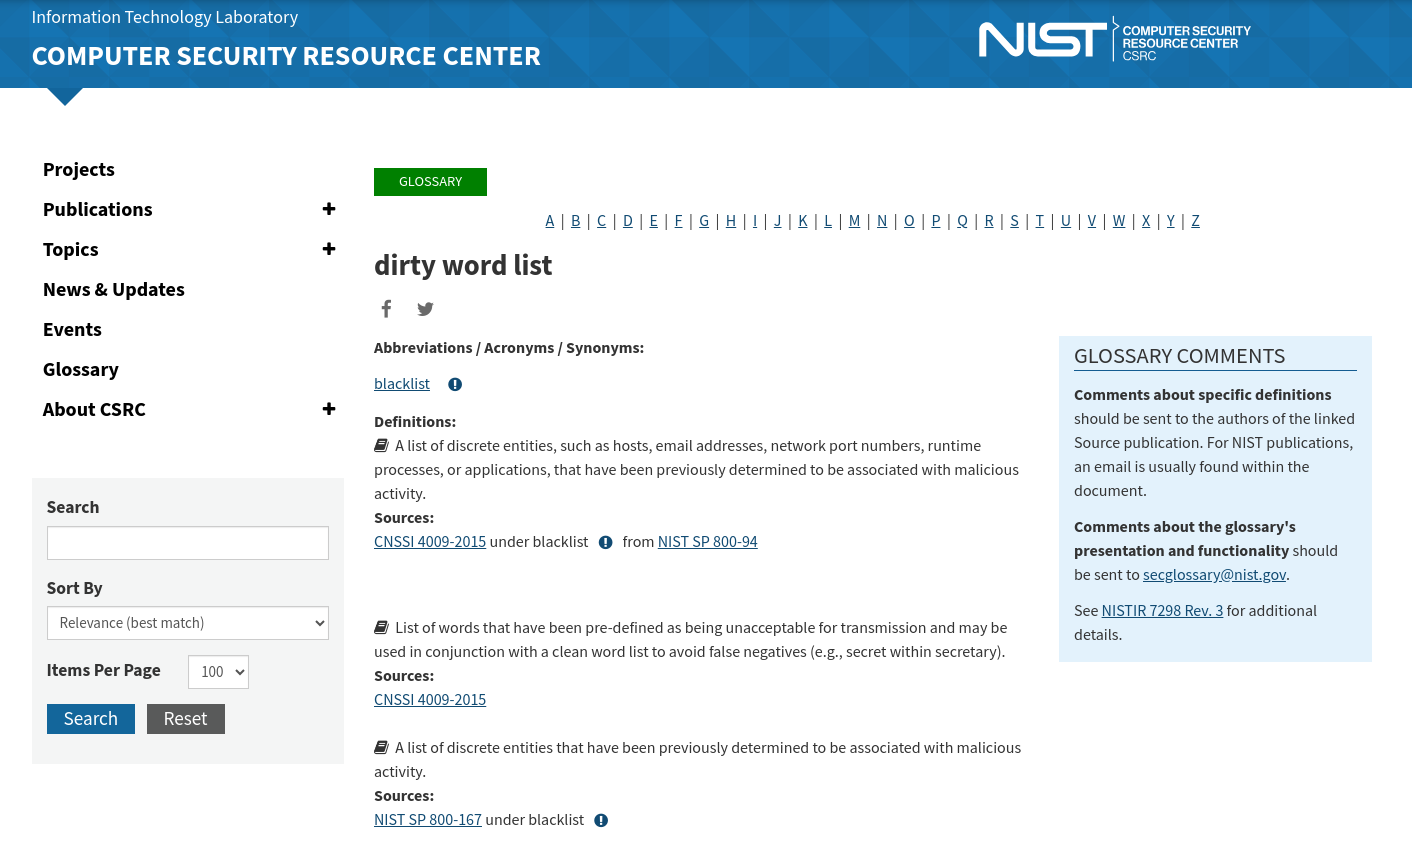 Information Technology Laboratory
COMPUTER SECURITY RESOURCE CENTER
NIST
COMPUTER SECURITY
RESOURCE CENTER
CSRC
Projects
Publications
Topics
News & Updates
Events
Glossary
About CSRC
Search
Sort By
Relevance (best match)
Items Per Page 100
Search Reset
GLOSSARY
A | B | C | D | E | F | G | H | I | J | K | L | M | N | O | P | Q | R | S | T | U | V | W | X | Y | Z
dirty word list
Abbreviations / Acronyms / Synonyms:
blacklist
Definitions:
A list of discrete entities, such as hosts, email addresses, network port numbers, runtime
processes, or applications, that have been previously determined to be associated with malicious
activity.
Sources:
CNSSI 4009-2015 under blacklist from NIST SP 800-94
List of words that have been pre-defined as being unacceptable for transmission and may be
used in conjunction with a clean word list to avoid false negatives (e.g., secret within secretary).
Sources:
CNSSI 4009-2015
A list of discrete entities that have been previously determined to be associated with malicious
activity.
Sources:
NIST SP 800-167 under blacklist
GLOSSARY COMMENTS
Comments about specific definitions
should be sent to the authors of the linked
Source publication. For NIST publications,
an email is usually found within the
document.
Comments about the glossary's
presentation and functionality should
be sent to secglossary@nist.gov.
See NISTIR 7298 Rev. 3 for additional
details.